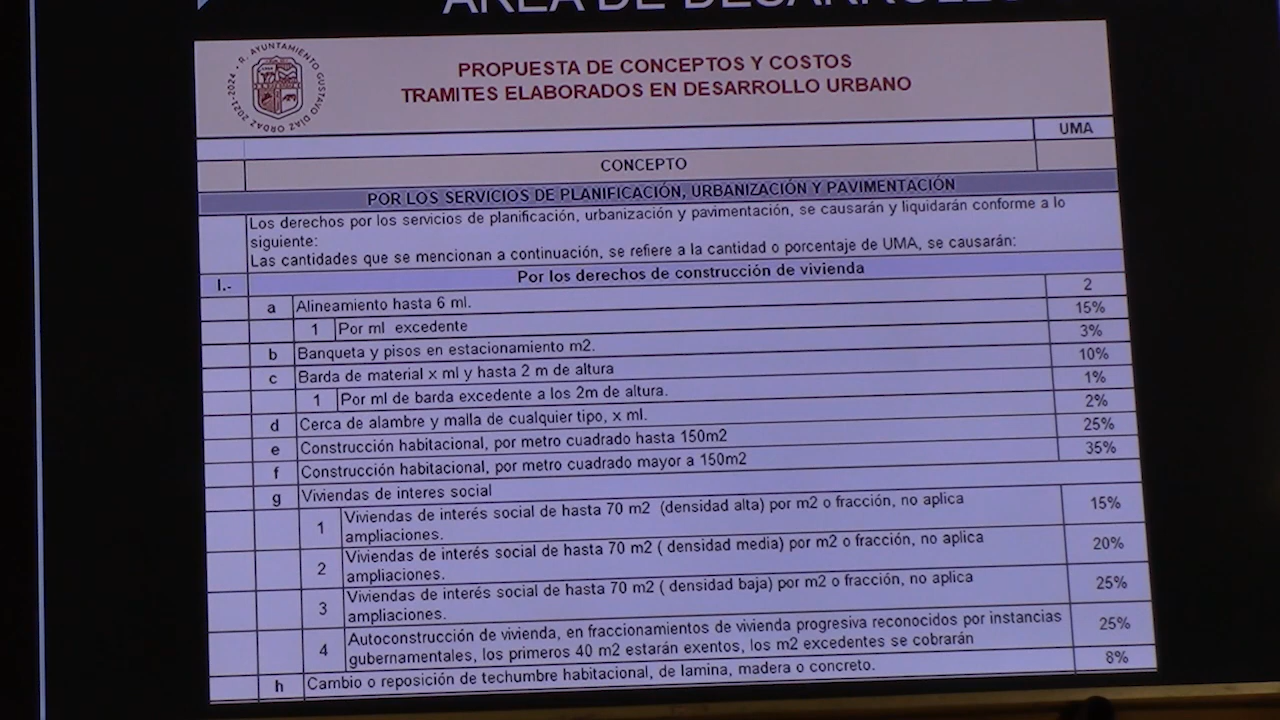 ÁREA DE DESARROLLO
R. AYUNTAMIENTO GUSTAVO DÍAZ ORDAZ 2021-2024
PROPUESTA DE CONCEPTOS Y COSTOS
TRAMITES ELABORADOS EN DESARROLLO URBANO
UMA
CONCEPTO
POR LOS SERVICIOS DE PLANIFICACIÓN, URBANIZACIÓN Y PAVIMENTACIÓN
Los derechos por los servicios de planificación, urbanización y pavimentación, se causarán y liquidarán conforme a lo
siguiente:
Las cantidades que se mencionan a continuación, se refiere a la cantidad o porcentaje de UMA, se causarán:
I.- Por los derechos de construcción de vivienda
a Alineamiento hasta 6 ml. 2
1 Por ml excedente 15%
b Banqueta y pisos en estacionamiento m2. 3%
c Barda de material x ml y hasta 2 m de altura 10%
1 Por ml de barda excedente a los 2m de altura. 1%
d Cerca de alambre y malla de cualquier tipo, x ml. 2%
e Construcción habitacional, por metro cuadrado hasta 150m2 25%
f Construcción habitacional, por metro cuadrado mayor a 150m2 35%
g Viviendas de interes social
1 Viviendas de interés social de hasta 70 m2 (densidad alta) por m2 o fracción, no aplica 15%
ampliaciones.
2 Viviendas de interés social de hasta 70 m2 ( densidad media) por m2 o fracción, no aplica 20%
ampliaciones.
3 Viviendas de interés social de hasta 70 m2 ( densidad baja) por m2 o fracción, no aplica 25%
ampliaciones.
4 Autoconstrucción de vivienda, en fraccionamientos de vivienda progresiva reconocidos por instancias 25%
gubernamentales, los primeros 40 m2 estarán exentos, los m2 excedentes se cobrarán
h Cambio o reposición de techumbre habitacional, de lamina, madera o concreto. 8%